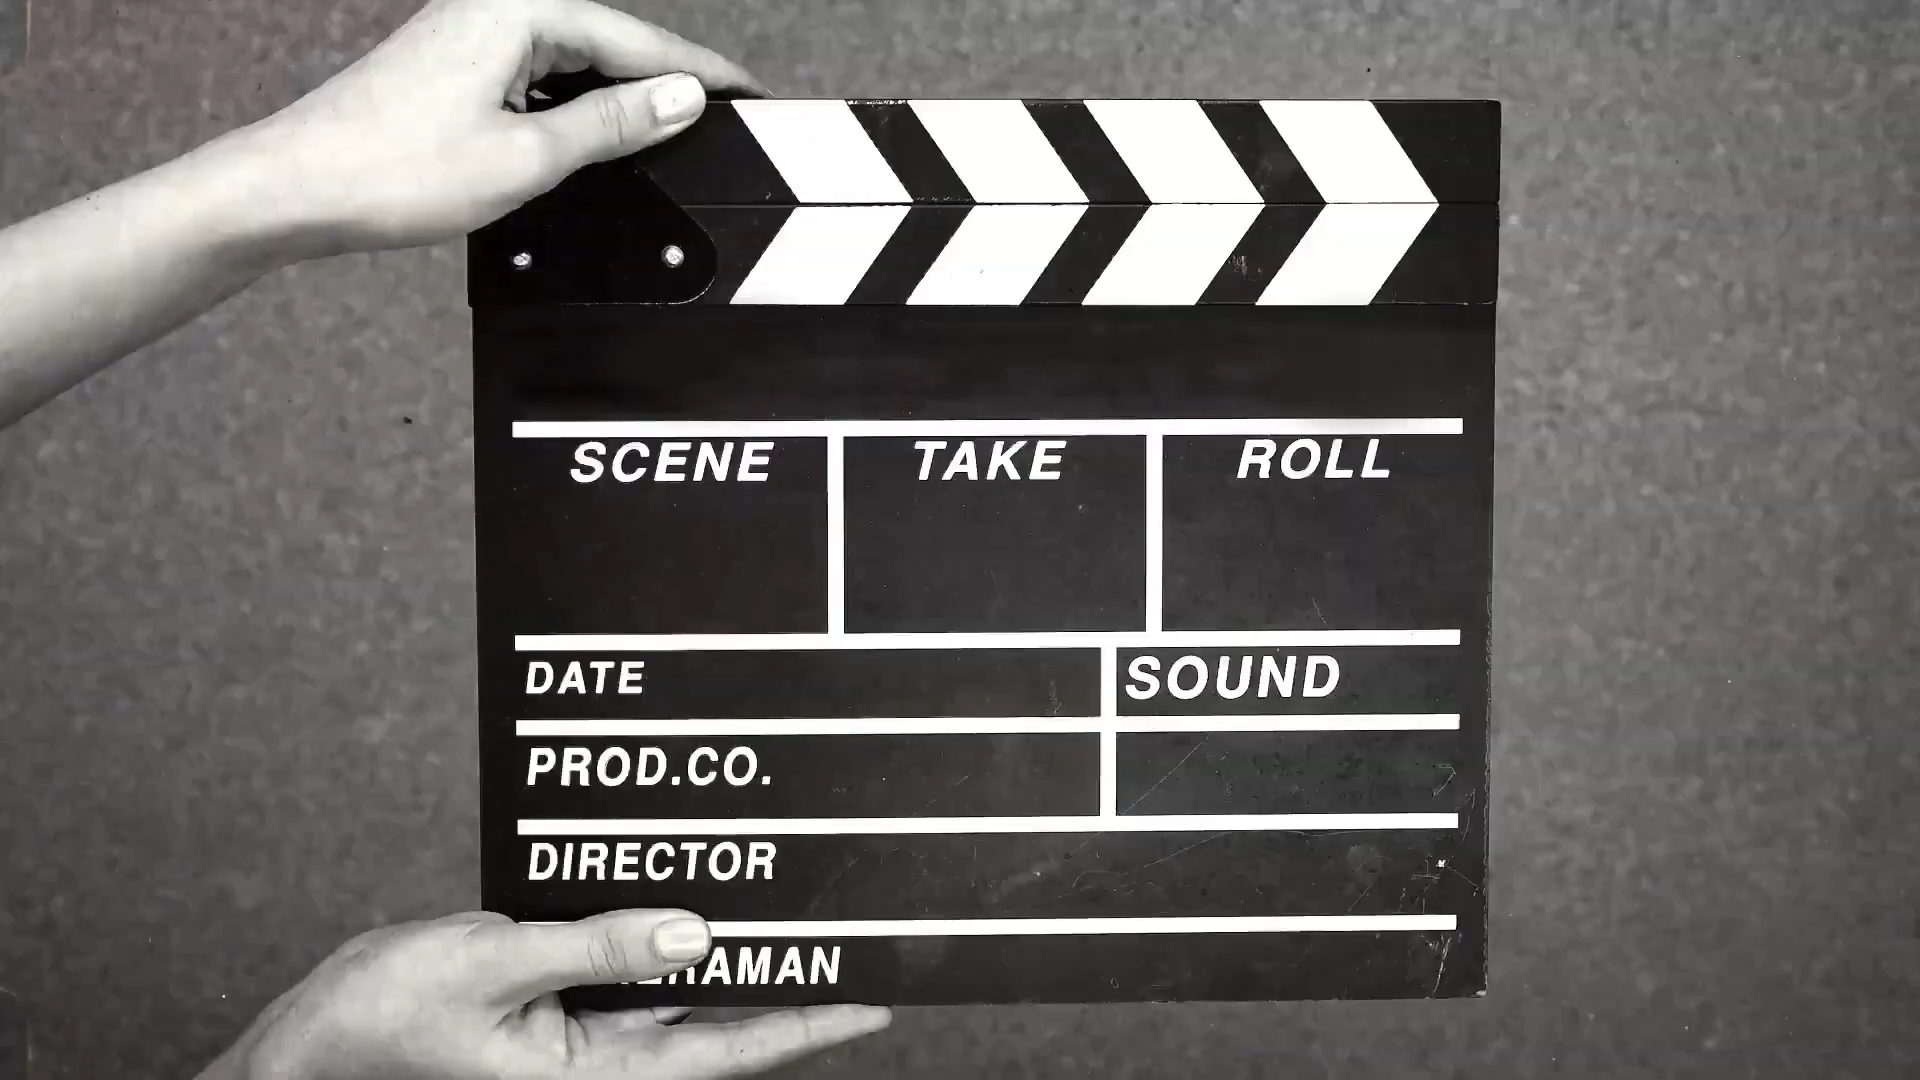 SCENE TAKE ROLL
DATE SOUND
PROD.CO.
DIRECTOR